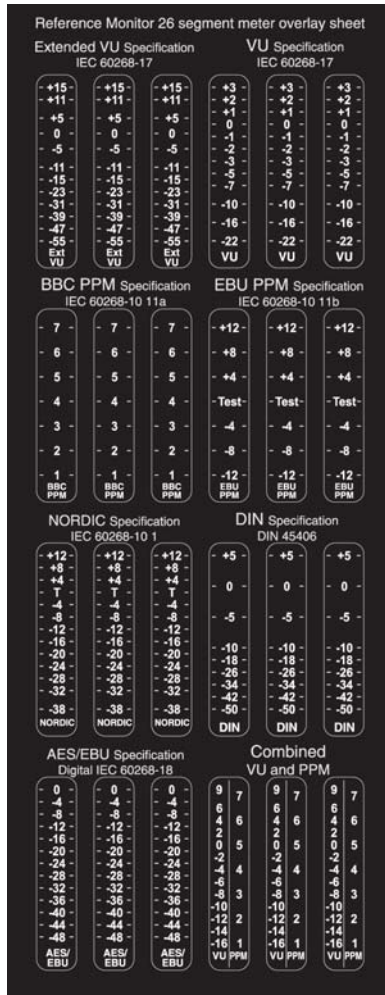 Reference Monitor 26 segment meter overlay sheet
Extended VU Specification
IEC 60268-17
- +15 - - +15 - - +15 -
- +11 - - +11 - - +11 -
- +5 - - +5 - - +5 -
- 0 - - 0 - - 0 -
- -5 - - -5 - - -5 -
- -11 - - -11 - - -11 -
- -15 - - -15 - - -15 -
- -23 - - -23 - - -23 -
- -31 - - -31 - - -31 -
- -39 - - -39 - - -39 -
- -47 - - -47 - - -47 -
- -55 - - -55 - - -55 -
Ext Ext Ext
VU VU VU
VU Specification
IEC 60268-17
- +3 - - +3 - - +3 -
- +2 - - +2 - - +2 -
- +1 - - +1 - - +1 -
- 0 - - 0 - - 0 -
- -1 - - -1 - - -1 -
- -2 - - -2 - - -2 -
- -3 - - -3 - - -3 -
- -5 - - -5 - - -5 -
- -7 - - -7 - - -7 -
- -10 - - -10 - - -10 -
- -16 - - -16 - - -16 -
- -22 - - -22 - - -22 -
VU VU VU
BBC PPM Specification
IEC 60268-10 11a
- 7 - - 7 - - 7 -
- 6 - - 6 - - 6 -
- 5 - - 5 - - 5 -
- 4 - - 4 - - 4 -
- 3 - - 3 - - 3 -
- 2 - - 2 - - 2 -
- 1 - - 1 - - 1 -
BBC BBC BBC
PPM PPM PPM
EBU PPM Specification
IEC 60268-10 11b
- +12 - - +12 - - +12 -
- +8 - - +8 - - +8 -
- +4 - - +4 - - +4 -
- Test - - Test - - Test -
- -4 - - -4 - - -4 -
- -8 - - -8 - - -8 -
- -12 - - -12 - - -12 -
EBU EBU EBU
PPM PPM PPM
NORDIC Specification
IEC 60268-10 1
- +12 - - +12 - - +12 -
- +8 - - +8 - - +8 -
- +4 - - +4 - - +4 -
- T - - T - - T -
- -4 - - -4 - - -4 -
- -8 - - -8 - - -8 -
- -12 - - -12 - - -12 -
- -16 - - -16 - - -16 -
- -20 - - -20 - - -20 -
- -24 - - -24 - - -24 -
- -28 - - -28 - - -28 -
- -32 - - -32 - - -32 -
- -38 - - -38 - - -38 -
NORDIC NORDIC NORDIC
DIN Specification
DIN 45406
- +5 - - +5 - - +5 -
- 0 - - 0 - - 0 -
- -5 - - -5 - - -5 -
- -10 - - -10 - - -10 -
- -18 - - -18 - - -18 -
- -26 - - -26 - - -26 -
- -34 - - -34 - - -34 -
- -42 - - -42 - - -42 -
- -50 - - -50 - - -50 -
DIN DIN DIN
AES/EBU Specification
Digital IEC 60268-18
- 0 - - 0 - - 0 -
- -4 - - -4 - - -4 -
- -8 - - -8 - - -8 -
- -12 - - -12 - - -12 -
- -16 - - -16 - - -16 -
- -20 - - -20 - - -20 -
- -24 - - -24 - - -24 -
- -28 - - -28 - - -28 -
- -32 - - -32 - - -32 -
- -36 - - -36 - - -36 -
- -40 - - -40 - - -40 -
- -44 - - -44 - - -44 -
- -48 - - -48 - - -48 -
AES/ AES/ AES/
EBU EBU EBU
Combined
VU and PPM
9 7 9 7 9 7
6 6 6
4 6 4 6 4 6
2 2 2
0 5 0 5 0 5
-2 -2 -2
-4 4 -4 4 -4 4
-6 -6 -6
-8 3 -8 3 -8 3
-10 -10 -10
-12 2 -12 2 -12 2
-14 -14 -14
-16 1 -16 1 -16 1
VU PPM VU PPM VU PPM